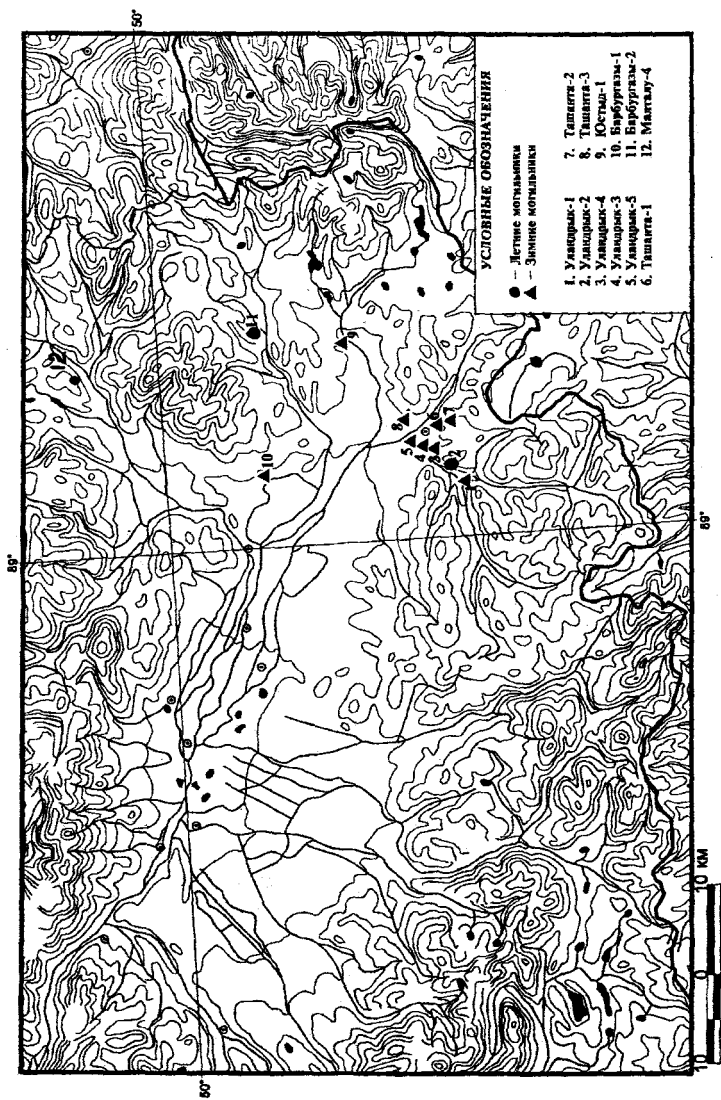 50°
89°
УСЛОВНЫЕ ОБОЗНАЧЕНИЯ
– Летние могильники
– Зимние могильники
1. Уландрык-1
2. Уландрык-2
3. Уландрык-4
4. Уландрык-3
5. Уландрык-5
6. Ташанта-1
7. Ташанта-2
8. Ташанта-3
9. Юстыд-1
10. Барбургазы-1
11. Барбургазы-2
12. Малталу-4
12
11
10
9
8
5
4
3
2
7
89°
50°
10 0 10 КМ